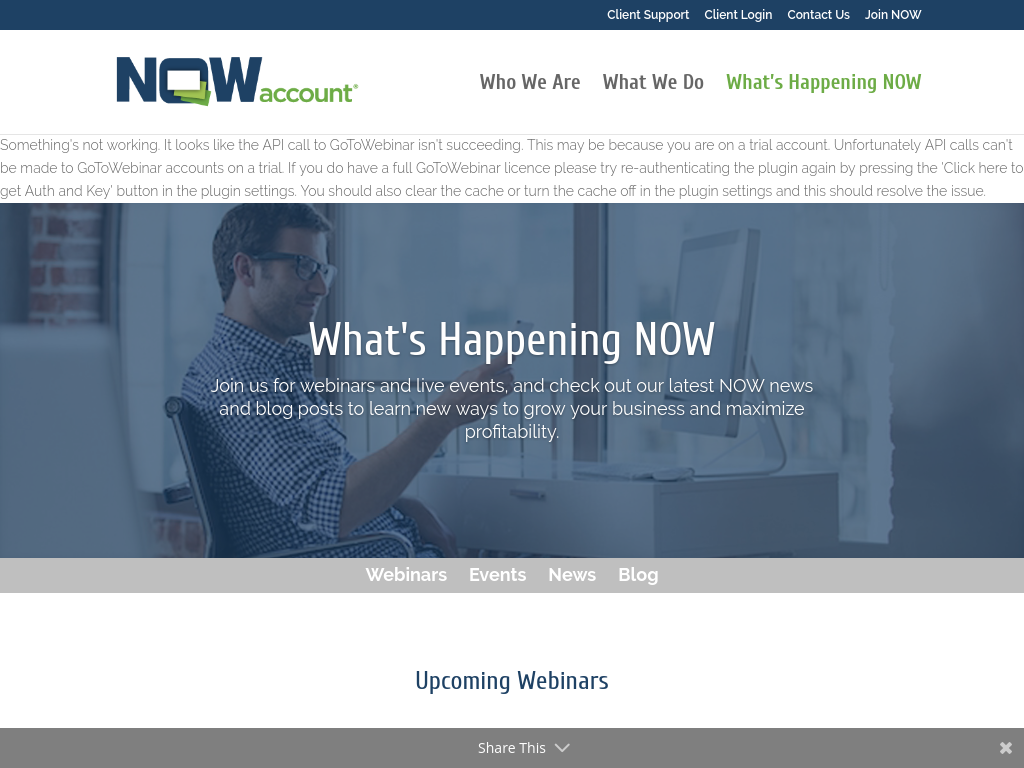 Client Support Client Login Contact Us Join NOW
NOWaccount®
Who We Are What We Do What's Happening NOW
Something's not working. It looks like the API call to GoToWebinar isn't succeeding. This may be because you are on a trial account. Unfortunately API calls can't
be made to GoToWebinar accounts on a trial. If you do have a full GoToWebinar licence please try re-authenticating the plugin again by pressing the 'Click here to
get Auth and Key' button in the plugin settings. You should also clear the cache or turn the cache off in the plugin settings and this should resolve the issue.
What's Happening NOW
Join us for webinars and live events, and check out our latest NOW news
and blog posts to learn new ways to grow your business and maximize
profitability.
Webinars Events News Blog
Upcoming Webinars
Share This